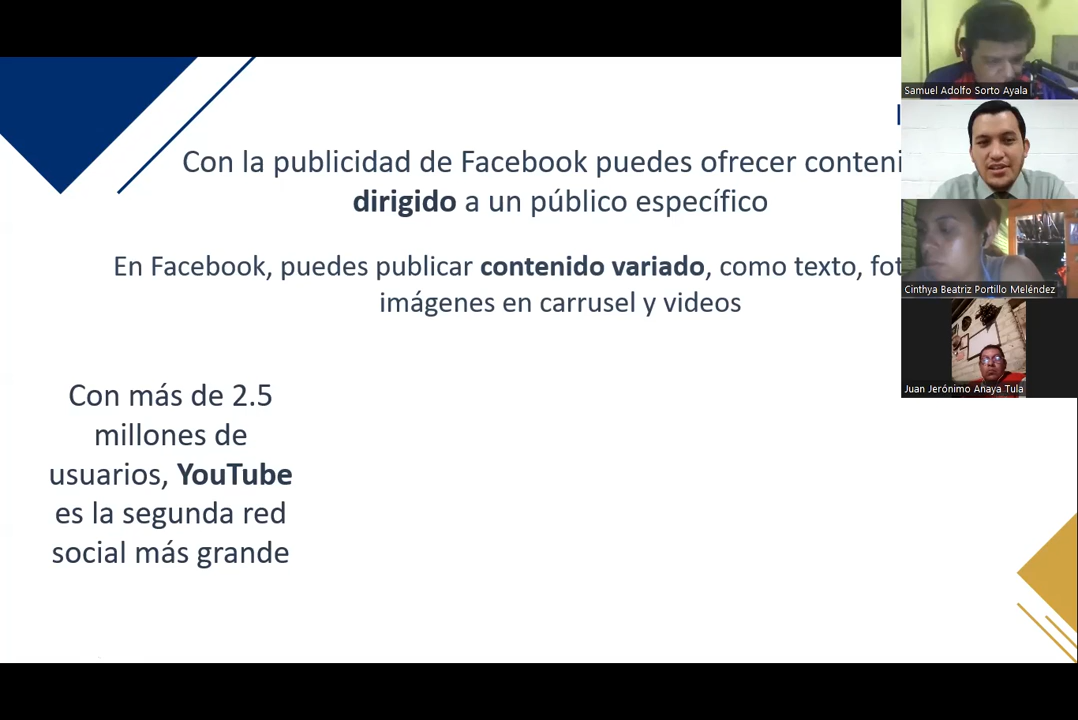 Con la publicidad de Facebook puedes ofrecer
dirigido a un público específico
En Facebook, puedes publicar contenido variado, como texto,
imágenes en carrusel y videos
Con más de 2.5
millones de
usuarios, YouTube
es la segunda red
social más grande
Samuel Adolfo Sorto Ayala
Cinthya Beatriz Portillo Meléndez
Juan Jerónimo Anaya Tula